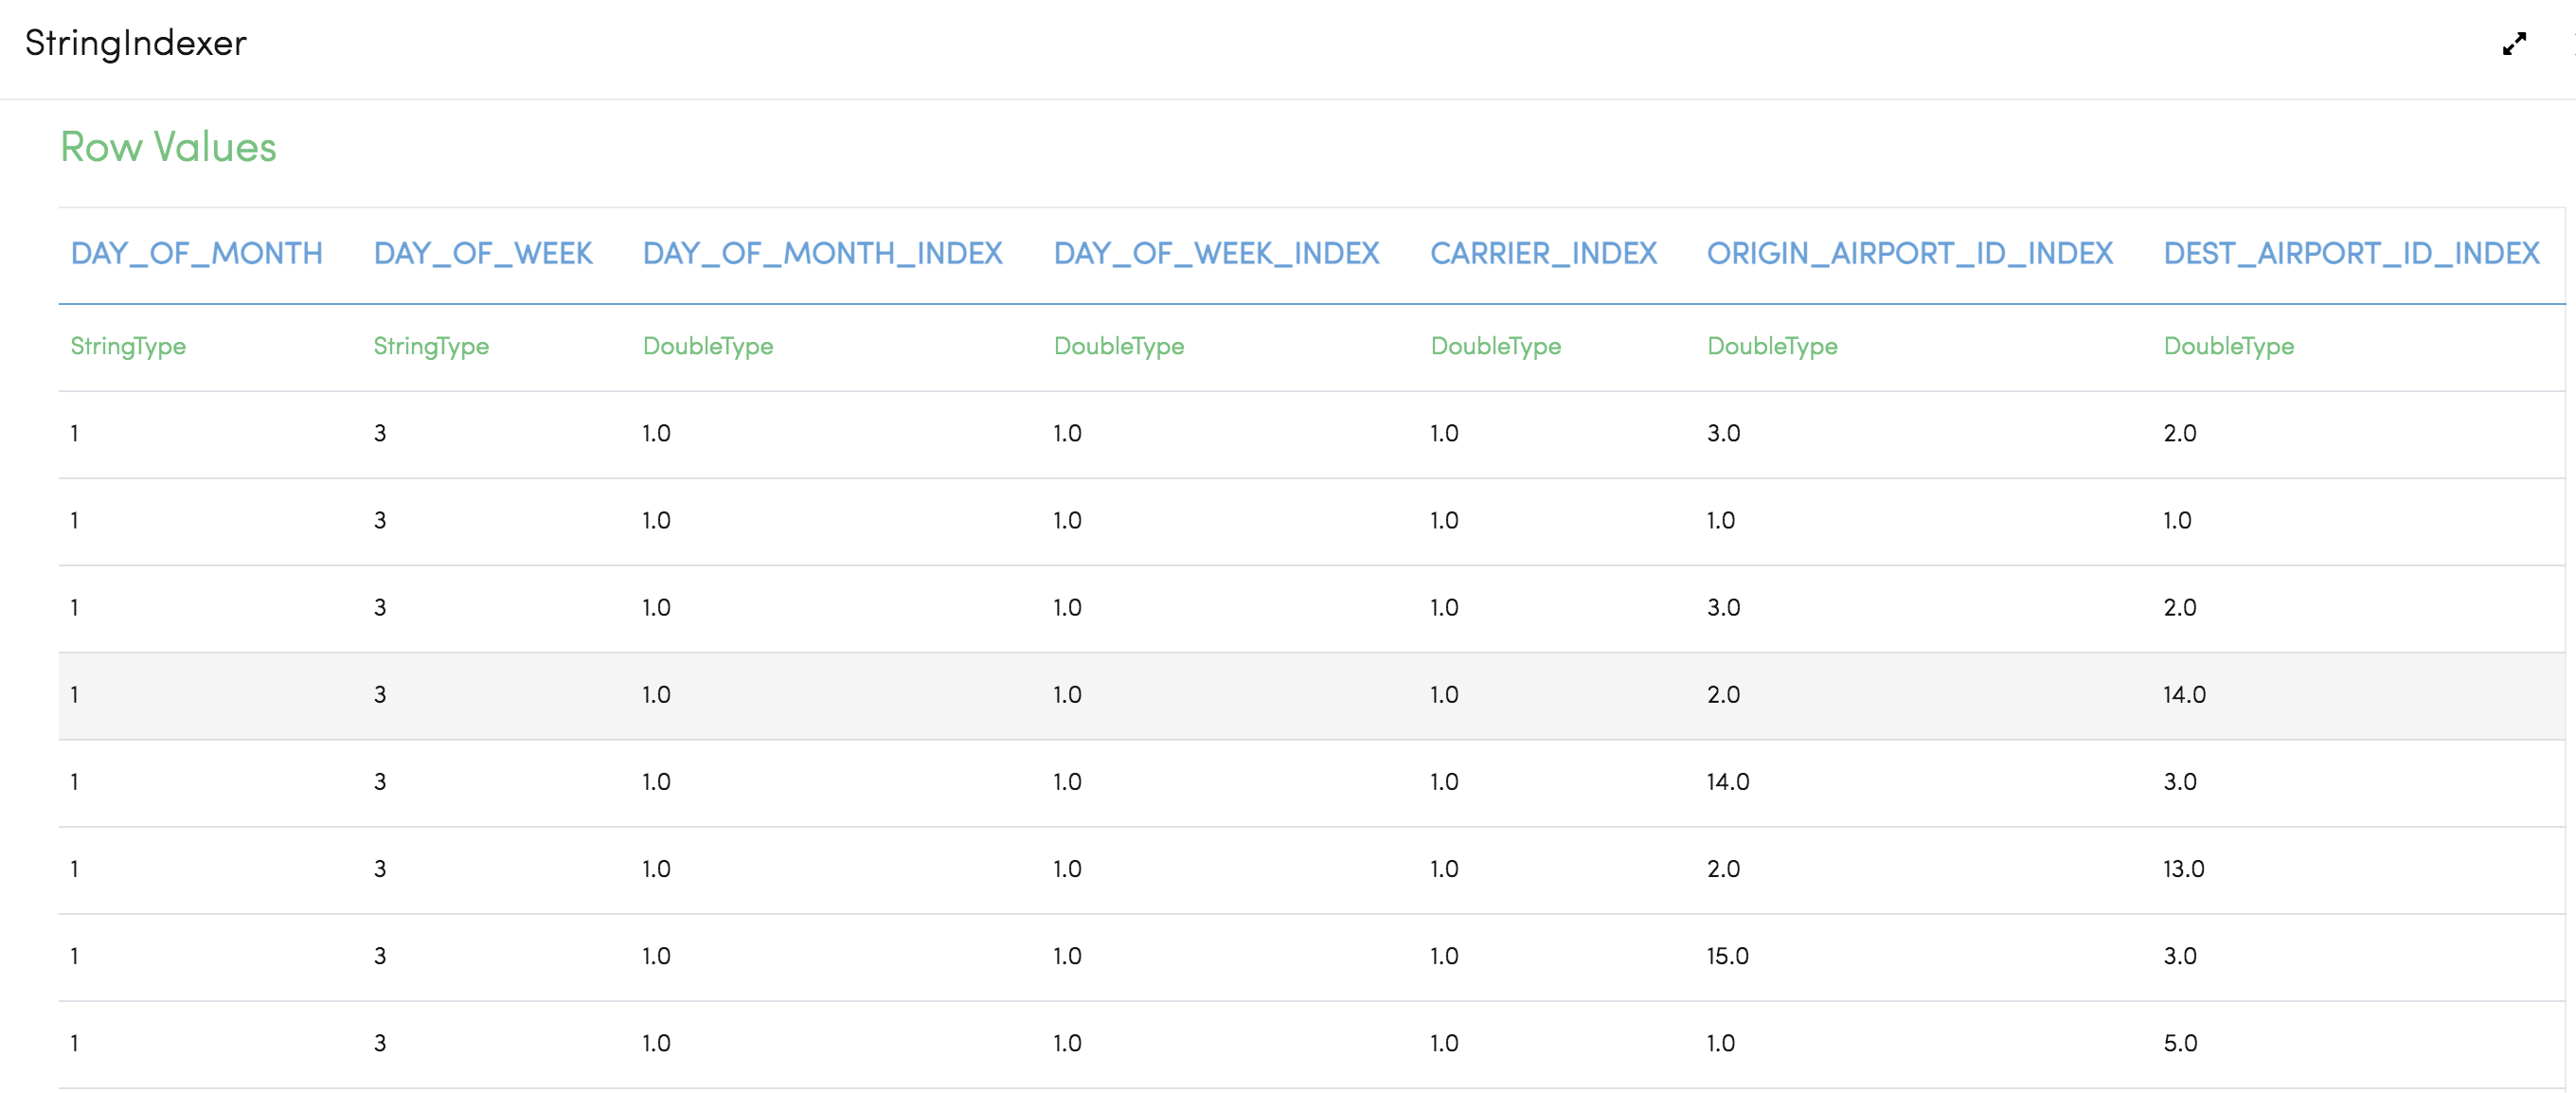 StringIndexer
Row Values
DAY_OF_MONTH DAY_OF_WEEK DAY_OF_MONTH_INDEX DAY_OF_WEEK_INDEX CARRIER_INDEX ORIGIN_AIRPORT_ID_INDEX DEST_AIRPORT_ID_INDEX
StringType StringType DoubleType DoubleType DoubleType DoubleType DoubleType
1 3 1.0 1.0 1.0 3.0 2.0
1 3 1.0 1.0 1.0 1.0 1.0
1 3 1.0 1.0 1.0 3.0 2.0
1 3 1.0 1.0 1.0 2.0 14.0
1 3 1.0 1.0 1.0 14.0 3.0
1 3 1.0 1.0 1.0 2.0 13.0
1 3 1.0 1.0 1.0 15.0 3.0
1 3 1.0 1.0 1.0 1.0 5.0